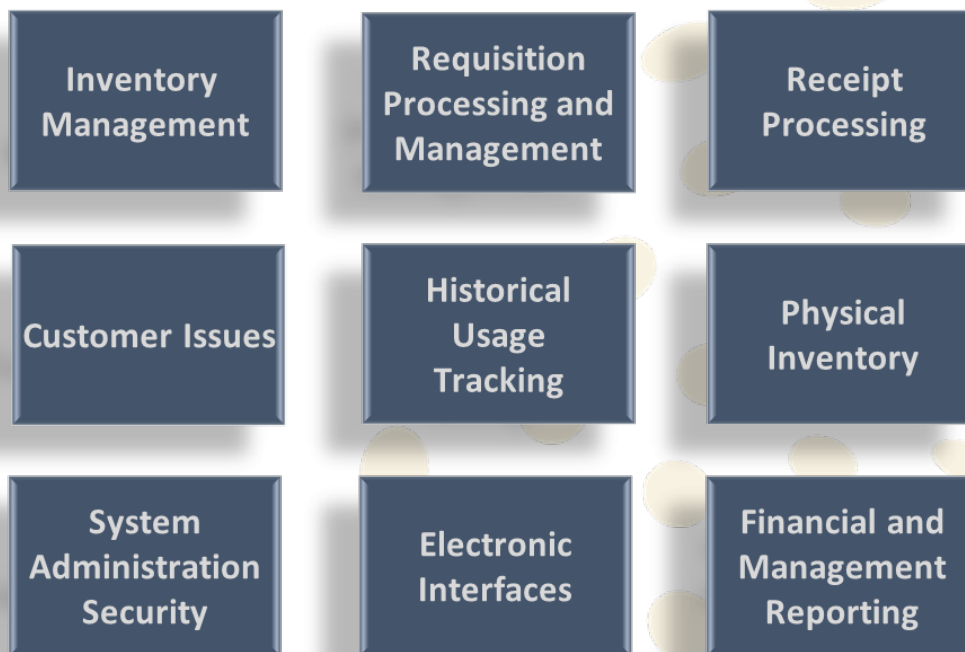 Inventory
Management
Requisition
Processing and
Management
Receipt
Processing
Customer Issues
Historical
Usage
Tracking
Physical
Inventory
System
Administration
Security
Electronic
Interfaces
Financial and
Management
Reporting